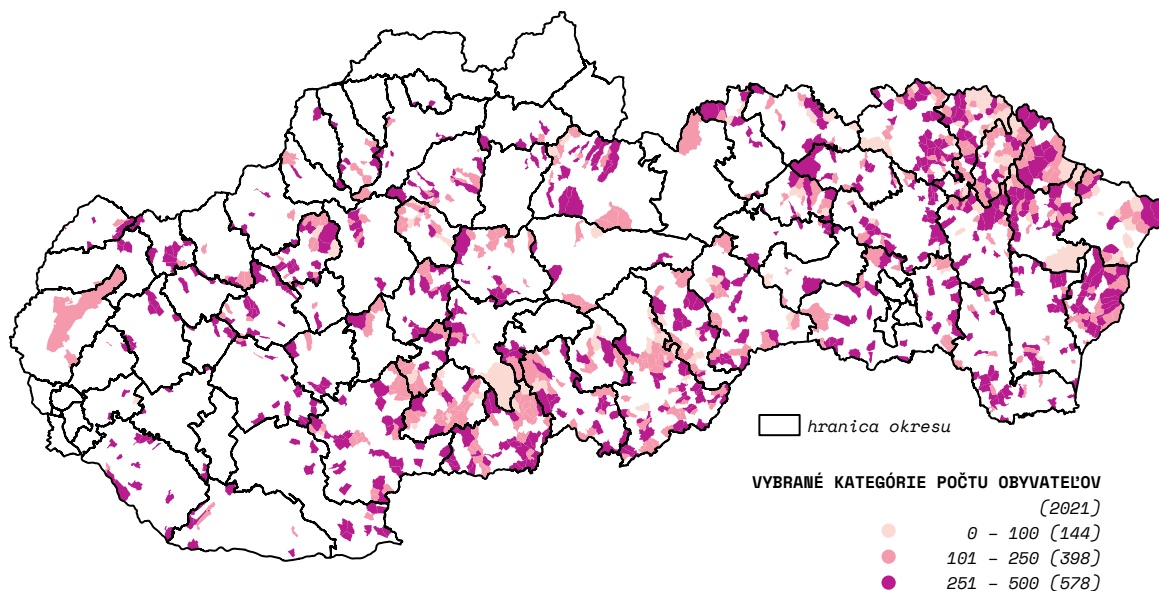 hranica okresu
VYBRANÉ KATEGÓRIE POČTU OBYVATEĽOV
(2021)
0 – 100 (144)
101 – 250 (398)
251 – 500 (578)